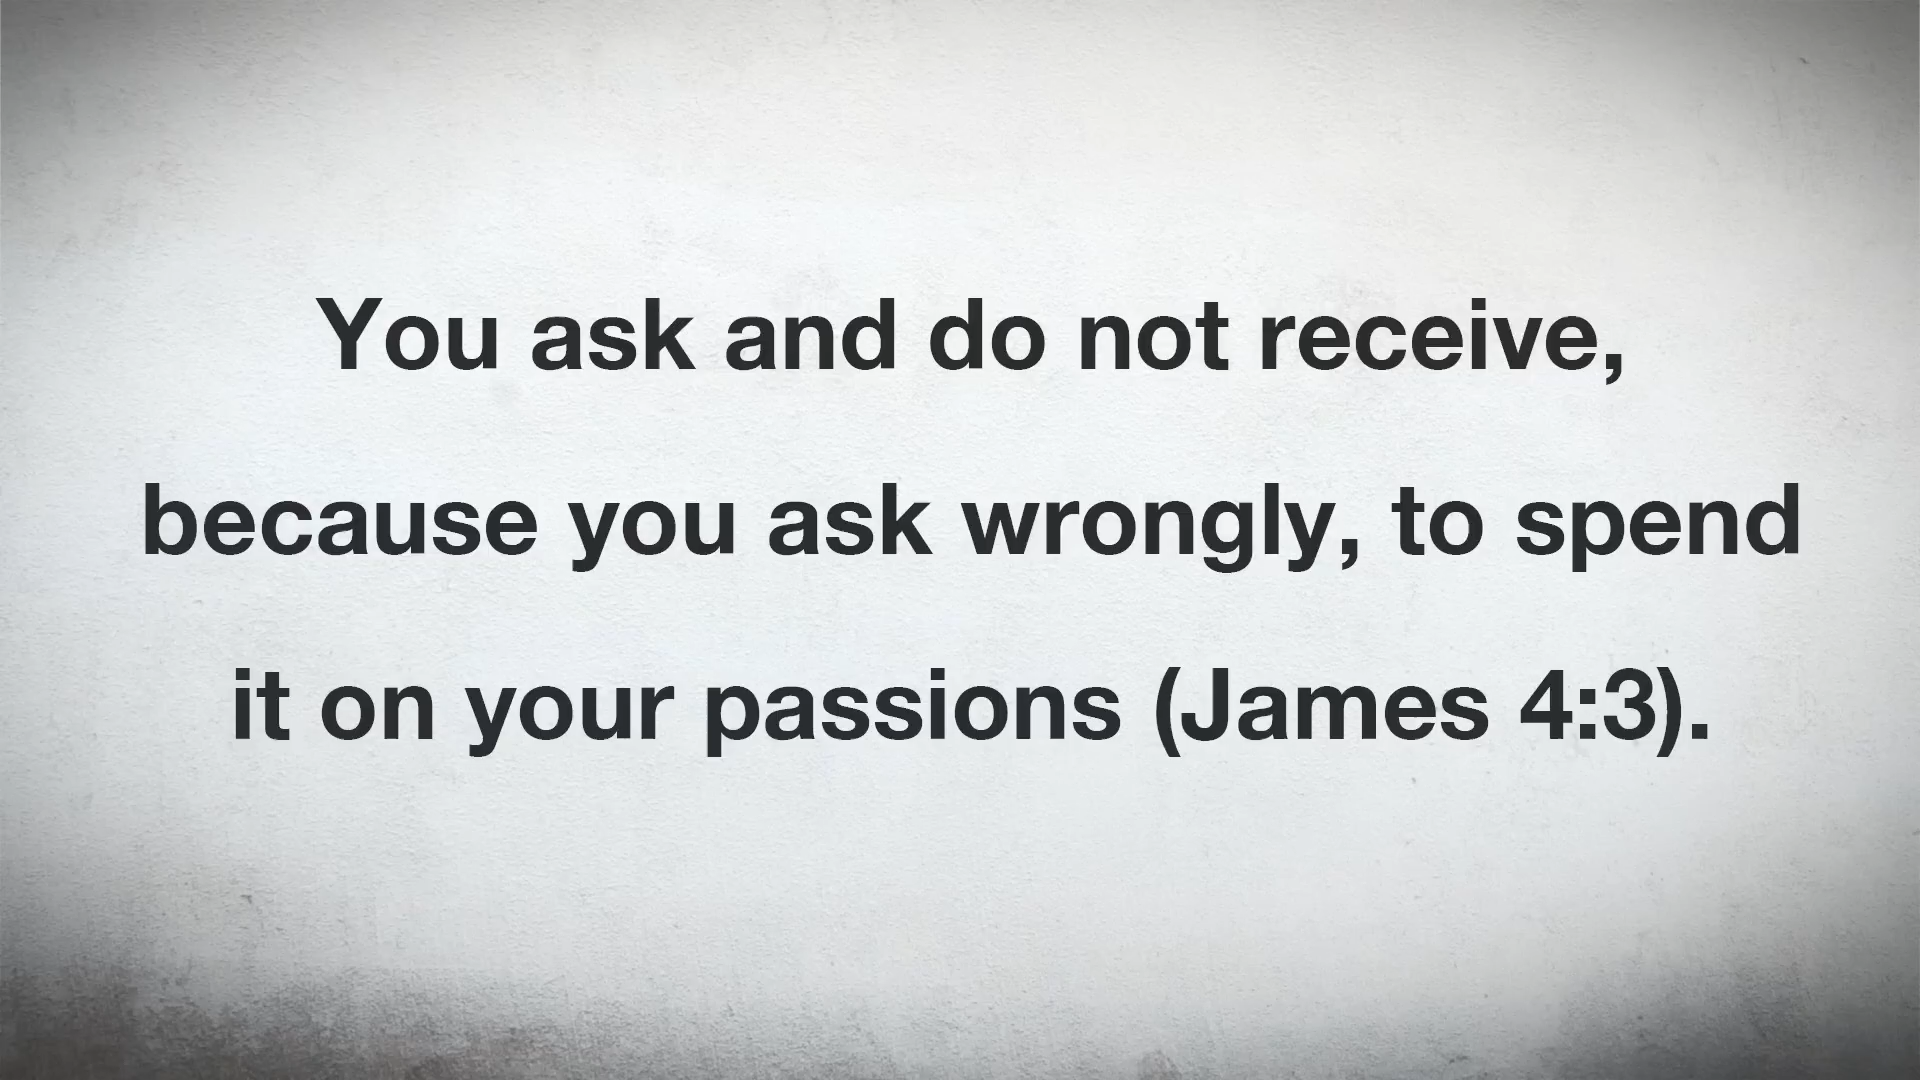 You ask and do not receive,
because you ask wrongly, to spend
it on your passions (James 4:3).